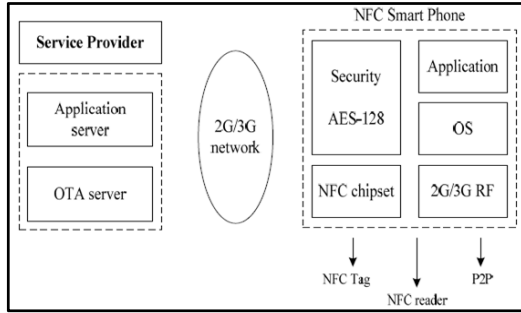 NFC Smart Phone
Service Provider
Application
server
OTA server
2G/3G
network
Security
AES-128
Application
OS
NFC chipset
2G/3G RF
NFC Tag
NFC reader
P2P